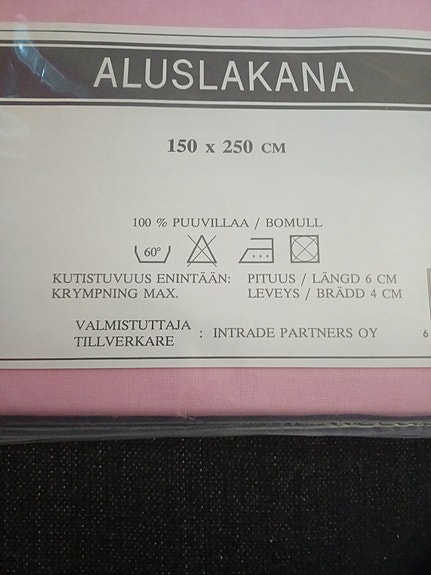 ALUSLAKANA
150 x 250 CM
100 % PUUVILLAA / BOMULL
60°
KUTISTUVUUS ENINTÄÄN: PITUUS / LÄNGD 6 CM
KRYMPNING MAX. LEVEYS / BRÄDD 4 CM
VALMISTUTTAJA
TILLVERKARE : INTRADE PARTNERS OY
6